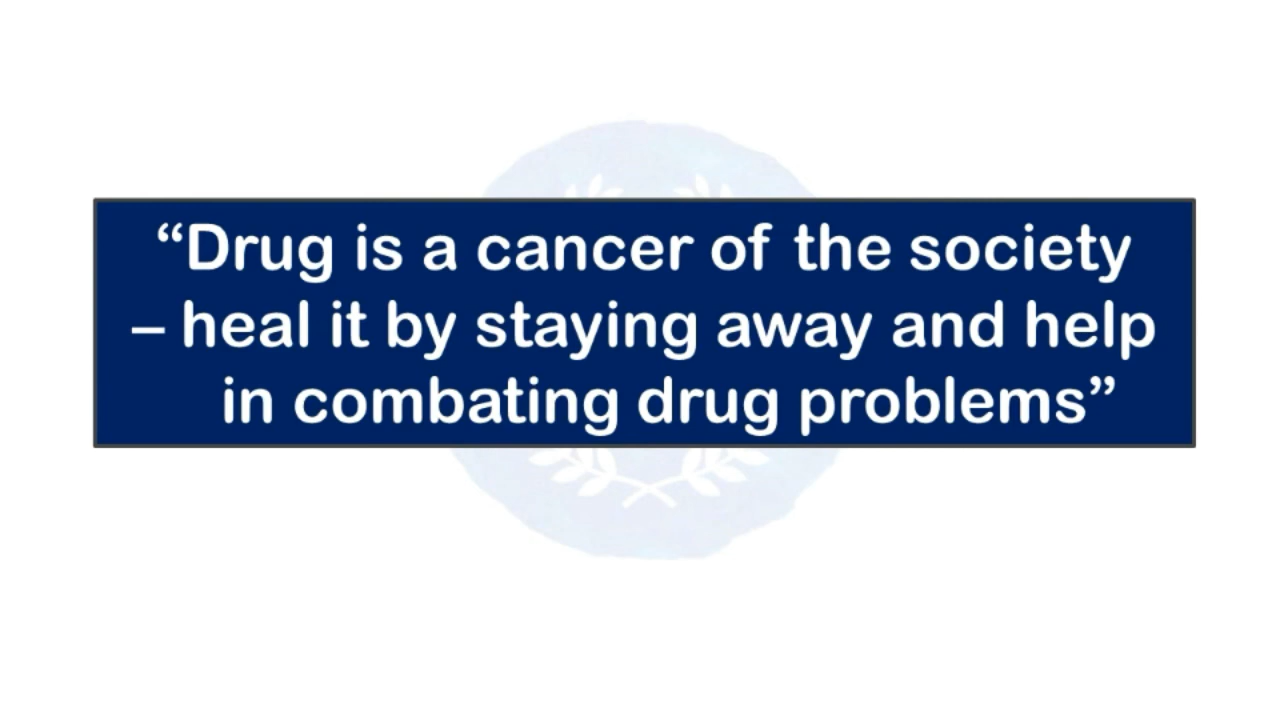 “Drug is a cancer of the society
– heal it by staying away and help
in combating drug problems”